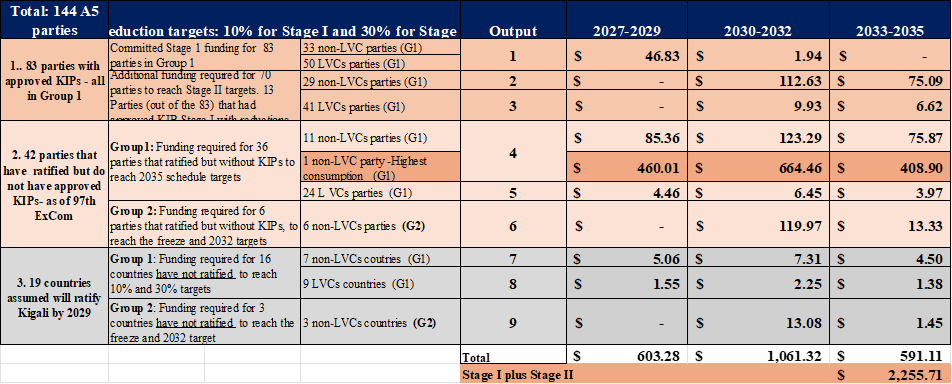 Total: 144 A5 parties
eduction targets: 10% for Stage I and 30% for Stage
Output
2027-2029
2030-2032
2033-2035
1.. 83 parties with approved KIPs - all in Group 1
Committed Stage 1 funding for 83 parties in Group 1
33 non-LVC parties (G1)
50 LVCs parties (G1)
1
$ 46.83
$ 1.94
$ -
Additional funding required for 70 parties to reach Stage II targets. 13 Parties (out of the 83) that had approved KIP Stage I with reductions
29 non-LVC parties (G1)
2
$ -
$ 112.63
$ 75.09
41 LVC parties (G1)
3
$ -
$ 9.93
$ 6.62
2. 42 parties that have ratified but do not have approved KIPs- as of 97th ExCom
Group1: Funding required for 36 parties that ratified but without KIPs to reach 2035 schedule targets
11 non-LVC parties (G1)
4
$ 85.36
$ 123.29
$ 75.87
1 non-LVC party -Highest consumption (G1)
$ 460.01
$ 664.46
$ 408.90
24 L VCs parties (G1)
5
$ 4.46
$ 6.45
$ 3.97
Group 2: Funding required for 6 parties that ratified but without KIPs, to reach the freeze and 2032 targets
6 non-LVCs parties (G2)
6
$ -
$ 119.97
$ 13.33
3. 19 countries assumed will ratify Kigali by 2029
Group 1: Funding required for 16 countries have not ratified to reach 10% and 30% targets
7 non-LVCs coutries (G1)
7
$ 5.06
$ 7.31
$ 4.50
9 LVCs countries (G1)
8
$ 1.55
$ 2.25
$ 1.38
Group 2: Funding required for 3 countries have not ratified to reach the freeze and 2032 target
3 non-LVCs countries (G2)
9
$ -
$ 13.08
$ 1.45
Total
$ 603.28
$ 1,061.32
$ 591.11
Stage I plus Stage II
$ 2,255.71